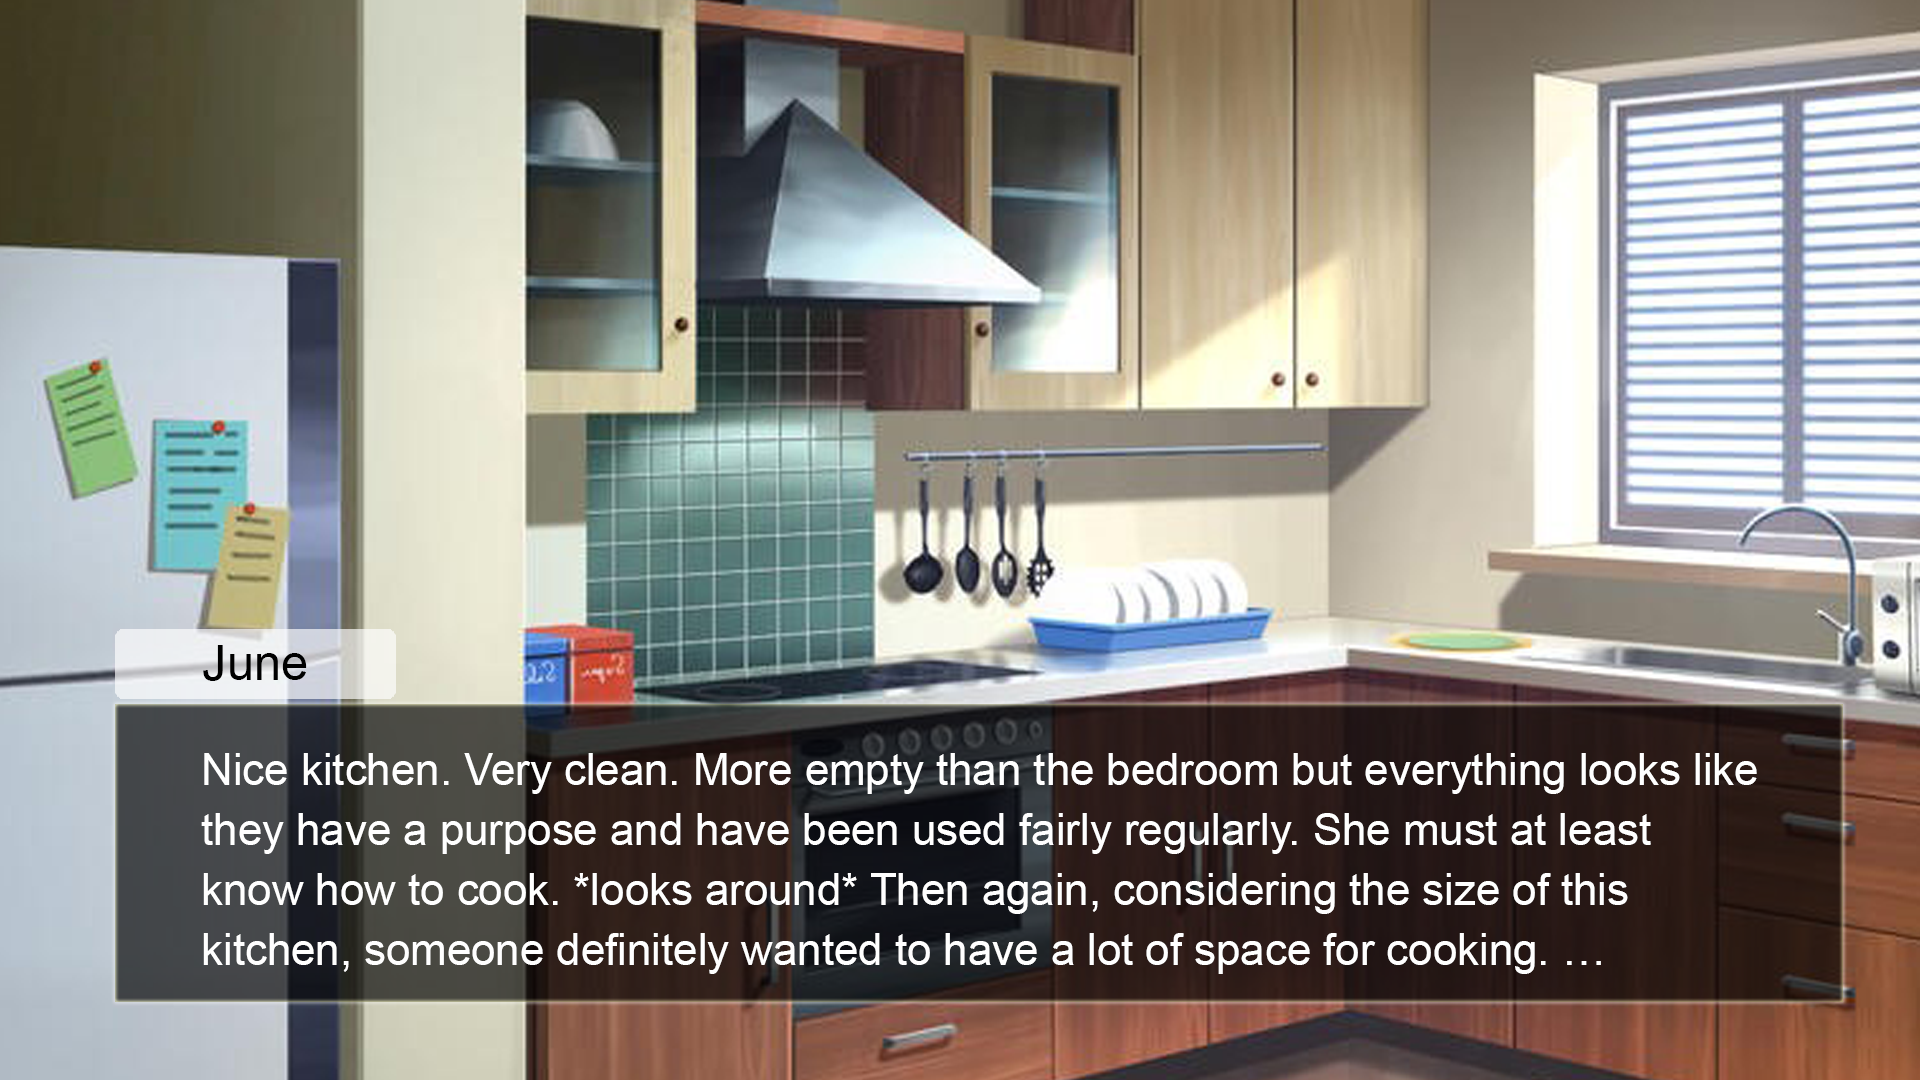 June
Nice kitchen. Very clean. More empty than the bedroom but everything looks like
they have a purpose and have been used fairly regularly. She must at least
know how to cook. *looks around* Then again, considering the size of this
kitchen, someone definitely wanted to have a lot of space for cooking. …